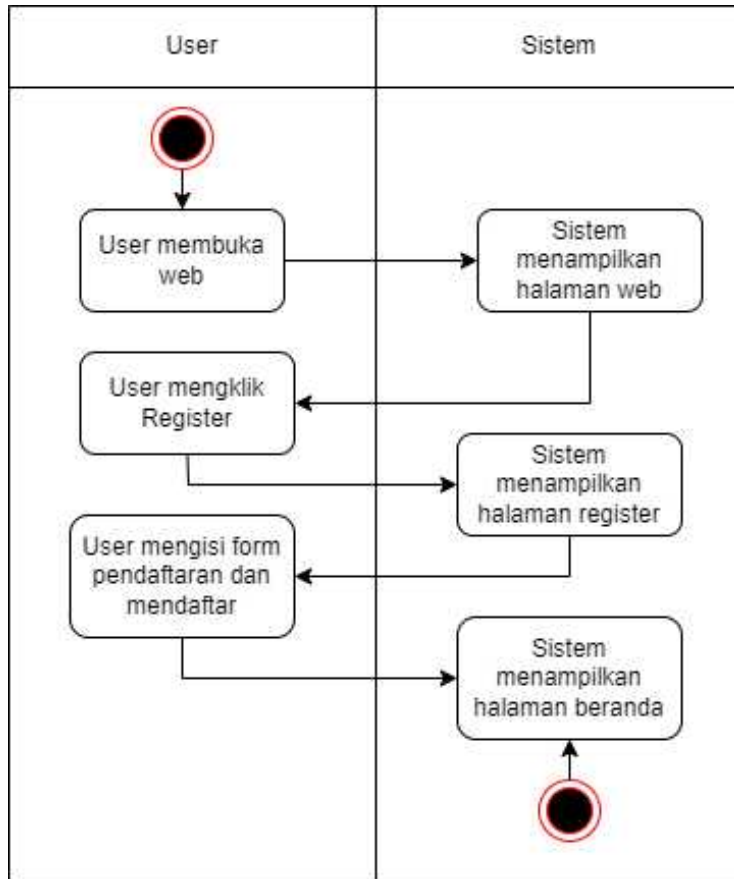 User
Sistem
User membuka
web
Sistem
menampilkan
halaman web
User mengklik
Register
Sistem
menampilkan
halaman register
User mengisi form
pendaftaran dan
mendaftar
Sistem
menampilkan
halaman beranda